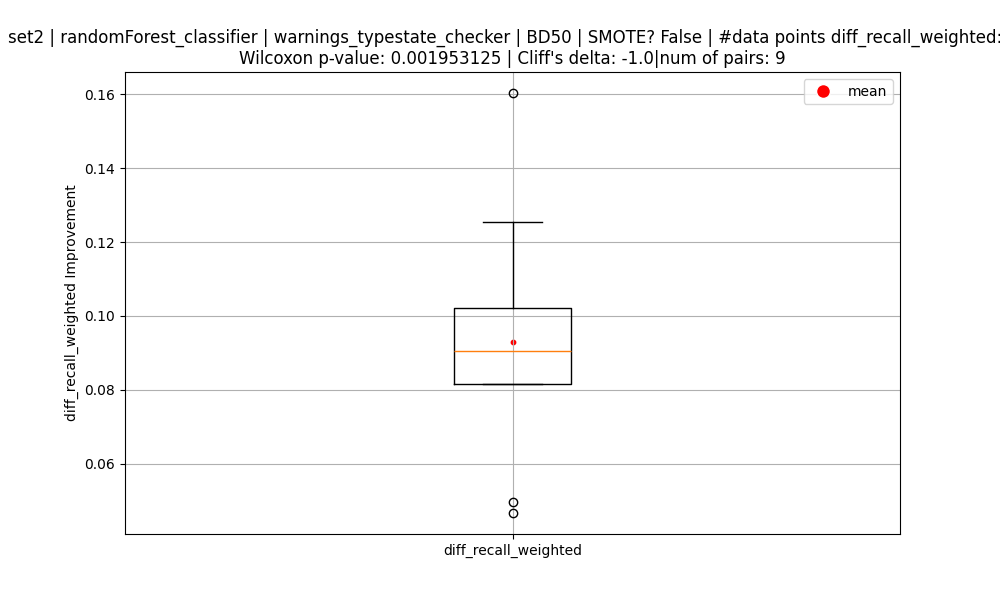 set2 | randomForest_classifier | warnings_typestate_checker | BD50 | SMOTE? False | #data points diff_recall_weighted:
Wilcoxon p-value: 0.001953125 | Cliff's delta: -1.0|num of pairs: 9
mean
0.16
0.14
0.12
0.10
0.08
0.06
diff_recall_weighted Improvement
diff_recall_weighted